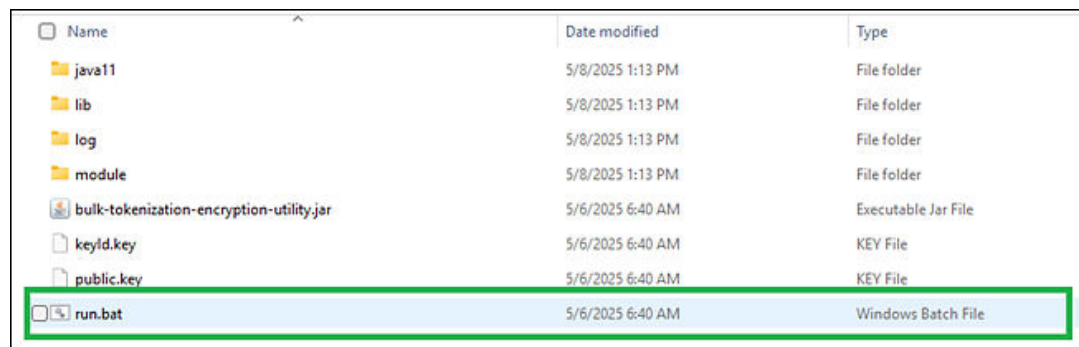 Name Date modified Type
java11 5/8/2025 1:13 PM File folder
lib 5/8/2025 1:13 PM File folder
log 5/8/2025 1:13 PM File folder
module 5/8/2025 1:13 PM File folder
bulk-tokenization-encryption-utility.jar 5/6/2025 6:40 AM Executable Jar File
keyId.key 5/6/2025 6:40 AM KEY File
public.key 5/6/2025 6:40 AM KEY File
run.bat 5/6/2025 6:40 AM Windows Batch File